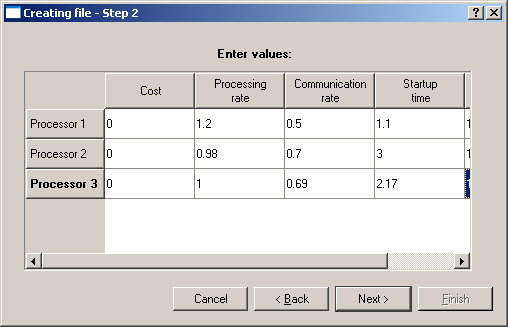 Creating file - Step 2
Enter values:
Cost Processing rate Communication rate Startup time
Processor 1 0 1.2 0.5 1.1 1
Processor 2 0 0.98 0.7 3 1
Processor 3 0 1 0.69 2.17
Cancel < Back Next > Finish